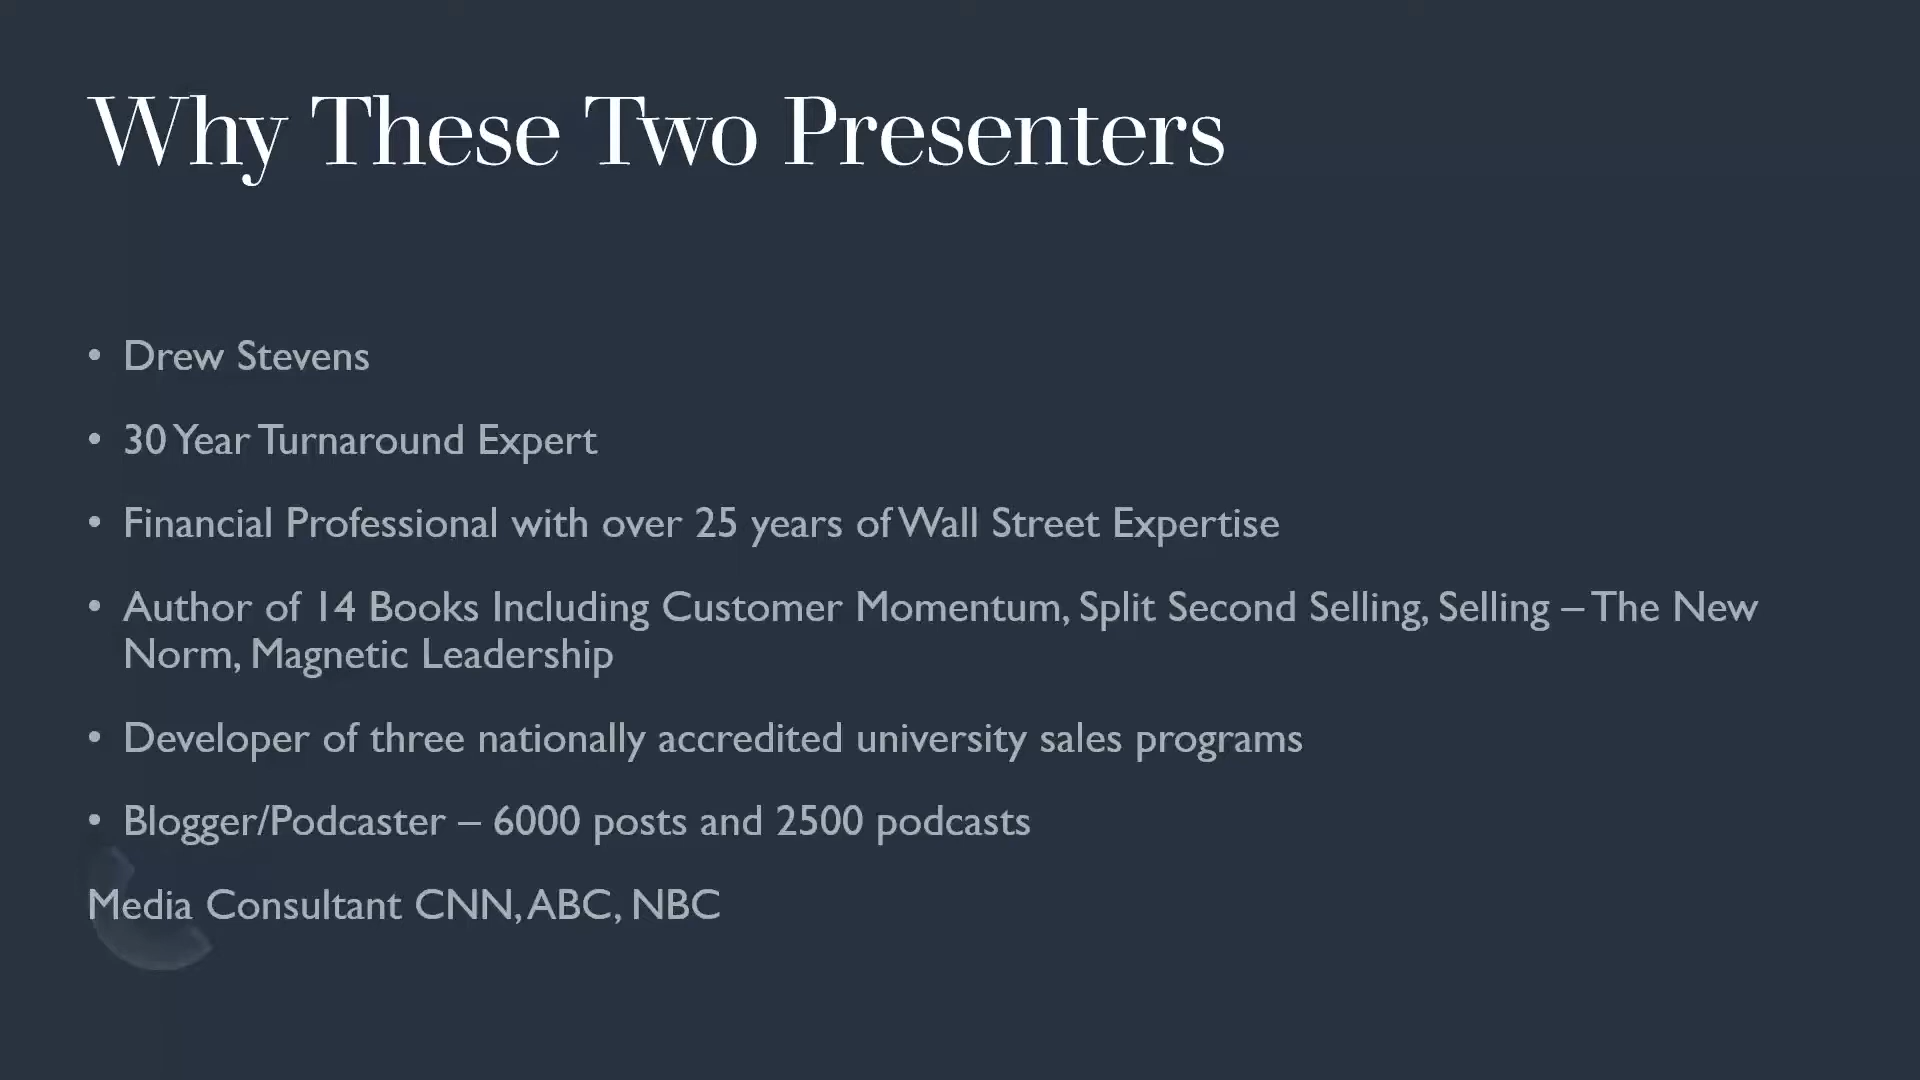 Why These Two Presenters
• Drew Stevens
• 30 Year Turnaround Expert
• Financial Professional with over 25 years of Wall Street Expertise
• Author of 14 Books Including Customer Momentum, Split Second Selling, Selling – The New
Norm, Magnetic Leadership
• Developer of three nationally accredited university sales programs
• Blogger/Podcaster – 6000 posts and 2500 podcasts
Media Consultant CNN, ABC, NBC